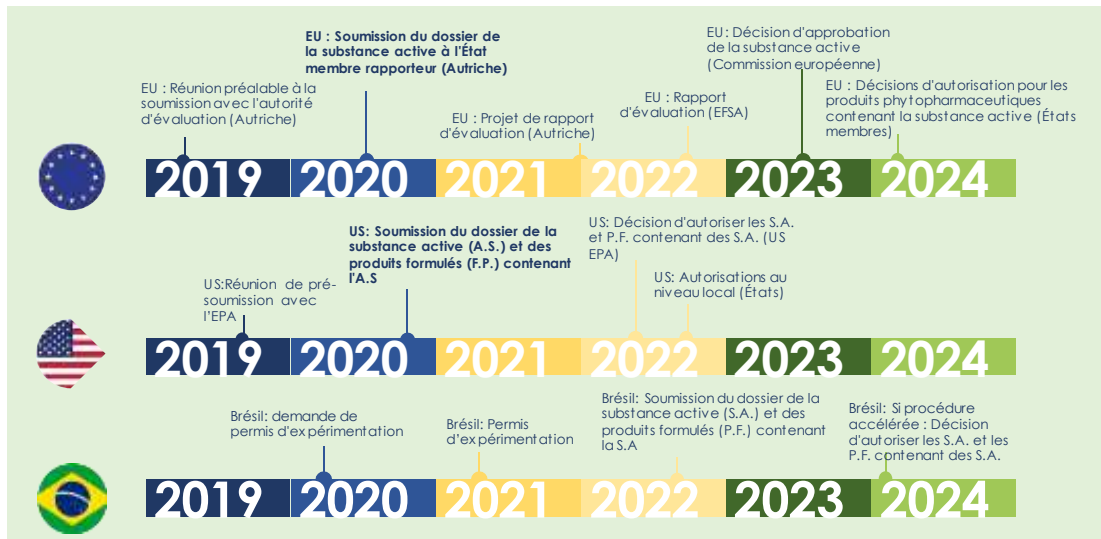 EU : Réunion préalable à la
soumission avec l'autorité
d'évaluation (Autriche)
EU : Soumission du dossier de
la substance active à l'État
membre rapporteur (Autriche)
EU : Projet de rapport
d'évaluation (Autriche)
EU : Rapport
d'évaluation (EFSA)
EU : Décision d'approbation
de la substance active
(Commission européenne)
EU : Décisions d'autorisation pour les
produits phytopharmaceutiques
contenant la substance active (États
membres)
2019 2020 2021 2022 2023 2024
US:Réunion de pré-
soumission avec
l'EPA
US: Soumission du dossier de la
substance active (A.S.) et des
produits formulés (F.P.) contenant
l'A.S
US: Décision d'autoriser les S.A.
et P.F. contenant des S.A. (US
EPA)
US: Autorisations au
niveau local (États)
2019 2020 2021 2022 2023 2024
Brésil: demande de
permis d'expérimentation
Brésil: Permis
d'expérimentation
Brésil: Soumission du dossier de la
substance active (S.A.) et des
produits formulés (P.F.) contenant
la S.A
Brésil: Si procédure
accélérée : Décision
d'autoriser les S.A. et les
P.F. contenant des S.A.
2019 2020 2021 2022 2023 2024